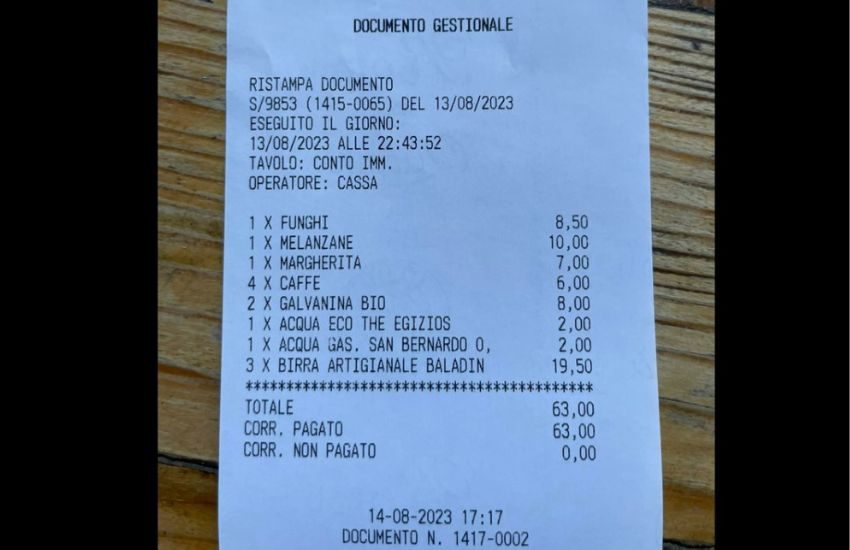 DOCUMENTO GESTIONALE
RISTAMPA DOCUMENTO
S/9853 (1415-0065) DEL 13/08/2023
ESEGUITO IL GIORNO:
13/08/2023 ALLE 22:43:52
TAVOLO: CONTO IMM.
OPERATORE: CASSA
1 X FUNGHI 8,50
1 X MELANZANE 10,00
1 X MARGHERITA 7,00
4 X CAFFE 6,00
2 X GALVANINA BIO 8,00
1 X ACQUA ECO THE EGIZIOS 2,00
1 X ACQUA GAS. SAN BERNARDO 0, 2,00
3 X BIRRA ARTIGIANALE BALADIN 19,50
*******************************************
TOTALE 63,00
CORR. PAGATO 63,00
CORR. NON PAGATO 0,00
14-08-2023 17:17
DOCUMENTO N. 1417-0002